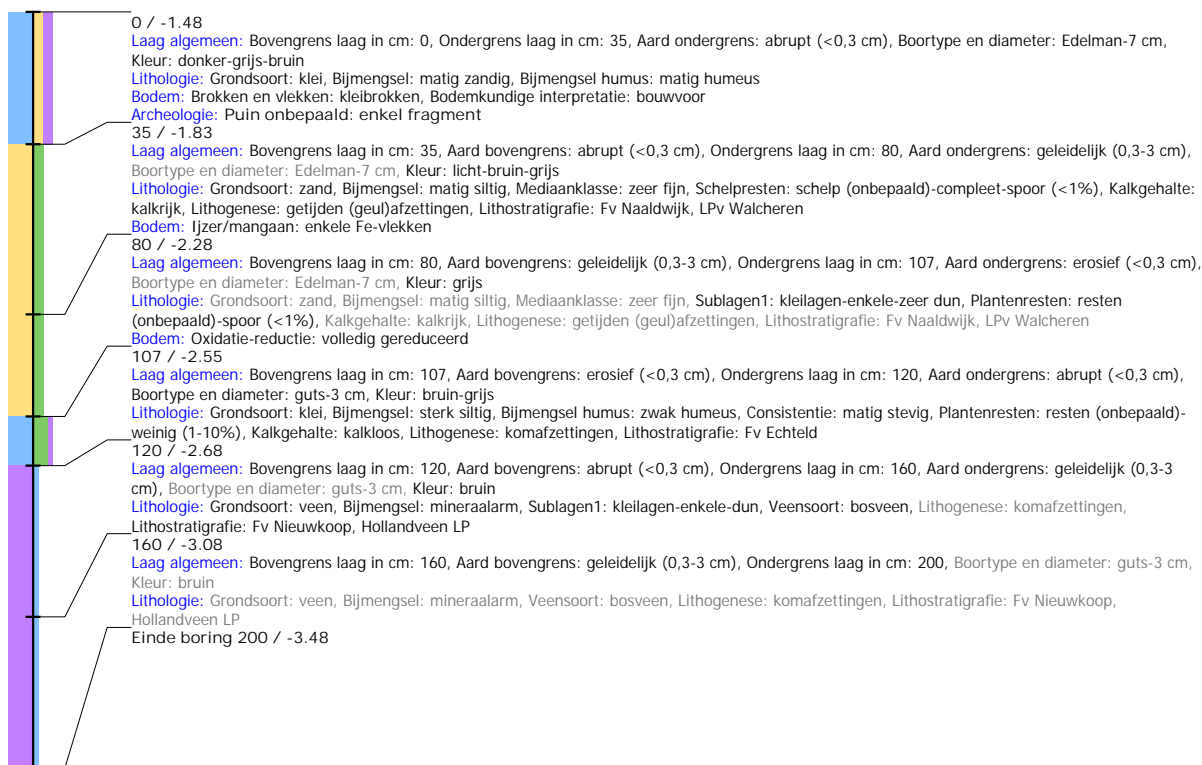 0 / -1.48
Laag algemeen: Bovengrens laag in cm: 0, Ondergrens laag in cm: 35, Aard ondergrens: abrupt (<0,3 cm), Boortype en diameter: Edelman-7 cm,
Kleur: donker-grijs-bruin
Lithologie: Grondsoort: klei, Bijmengsel: matig zandig, Bijmengsel humus: matig humeus
Bodem: Brokken en vlekken: kleibrokken, Bodemkundige interpretatie: bouwvoor
Archeologie: Puin onbepaald: enkel fragment
35 / -1.83
Laag algemeen: Bovengrens laag in cm: 35, Aard bovengrens: abrupt (<0,3 cm), Ondergrens laag in cm: 80, Aard ondergrens: geleidelijk (0,3-3 cm),
Boortype en diameter: Edelman-7 cm, Kleur: licht-bruin-grijs
Lithologie: Grondsoort: zand, Bijmengsel: matig siltig, Mediaanklasse: zeer fijn, Schelpresten: schelp (onbepaald)-compleet-spoor (<1%), Kalkgehalte:
kalkrijk, Lithogenese: getijden (geul)afzettingen, Lithostratigrafie: Fv Naaldwijk, LPv Walcheren
Bodem: Ijzer/mangaan: enkele Fe-vlekken
80 / -2.28
Laag algemeen: Bovengrens laag in cm: 80, Aard bovengrens: geleidelijk (0,3-3 cm), Ondergrens laag in cm: 107, Aard ondergrens: erosief (<0,3 cm),
Boortype en diameter: Edelman-7 cm, Kleur: grijs
Lithologie: Grondsoort: zand, Bijmengsel: matig siltig, Mediaanklasse: zeer fijn, Sublagen1: kleilagen-enkele-zeer dun, Plantenresten: resten
(onbepaald)-spoor (<1%), Kalkgehalte: kalkrijk, Lithogenese: getijden (geul)afzettingen, Lithostratigrafie: Fv Naaldwijk, LPv Walcheren
Bodem: Oxidatie-reductie: volledig gereduceerd
107 / -2.55
Laag algemeen: Bovengrens laag in cm: 107, Aard bovengrens: erosief (<0,3 cm), Ondergrens laag in cm: 120, Aard ondergrens: abrupt (<0,3 cm),
Boortype en diameter: guts-3 cm, Kleur: bruin-grijs
Lithologie: Grondsoort: klei, Bijmengsel: sterk siltig, Bijmengsel humus: zwak humeus, Consistentie: matig stevig, Plantenresten: resten (onbepaald)-
weinig (1-10%), Kalkgehalte: kalkloos, Lithogenese: komafzettingen, Lithostratigrafie: Fv Echteld
120 / -2.68
Laag algemeen: Bovengrens laag in cm: 120, Aard bovengrens: abrupt (<0,3 cm), Ondergrens laag in cm: 160, Aard ondergrens: geleidelijk (0,3-3
cm), Boortype en diameter: guts-3 cm, Kleur: bruin
Lithologie: Grondsoort: veen, Bijmengsel: mineraalarm, Sublagen1: kleilagen-enkele-dun, Veensoort: bosveen, Lithogenese: komafzettingen,
Lithostratigrafie: Fv Nieuwkoop, Hollandveen LP
160 / -3.08
Laag algemeen: Bovengrens laag in cm: 160, Aard bovengrens: geleidelijk (0,3-3 cm), Ondergrens laag in cm: 200, Boortype en diameter: guts-3 cm,
Kleur: bruin
Lithologie: Grondsoort: veen, Bijmengsel: mineraalarm, Veensoort: bosveen, Lithogenese: komafzettingen, Lithostratigrafie: Fv Nieuwkoop,
Hollandveen LP
Einde boring 200 / -3.48